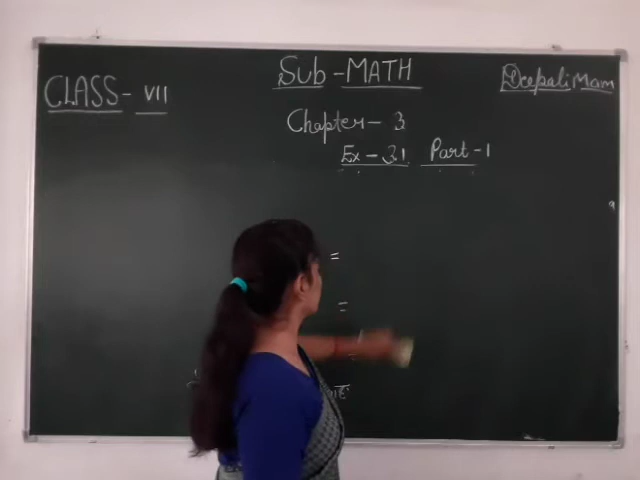 Sub - MATH
Deepali Mam
CLASS - VII
Chapter - 3
Ex - 3.1 Part - 1
=
=